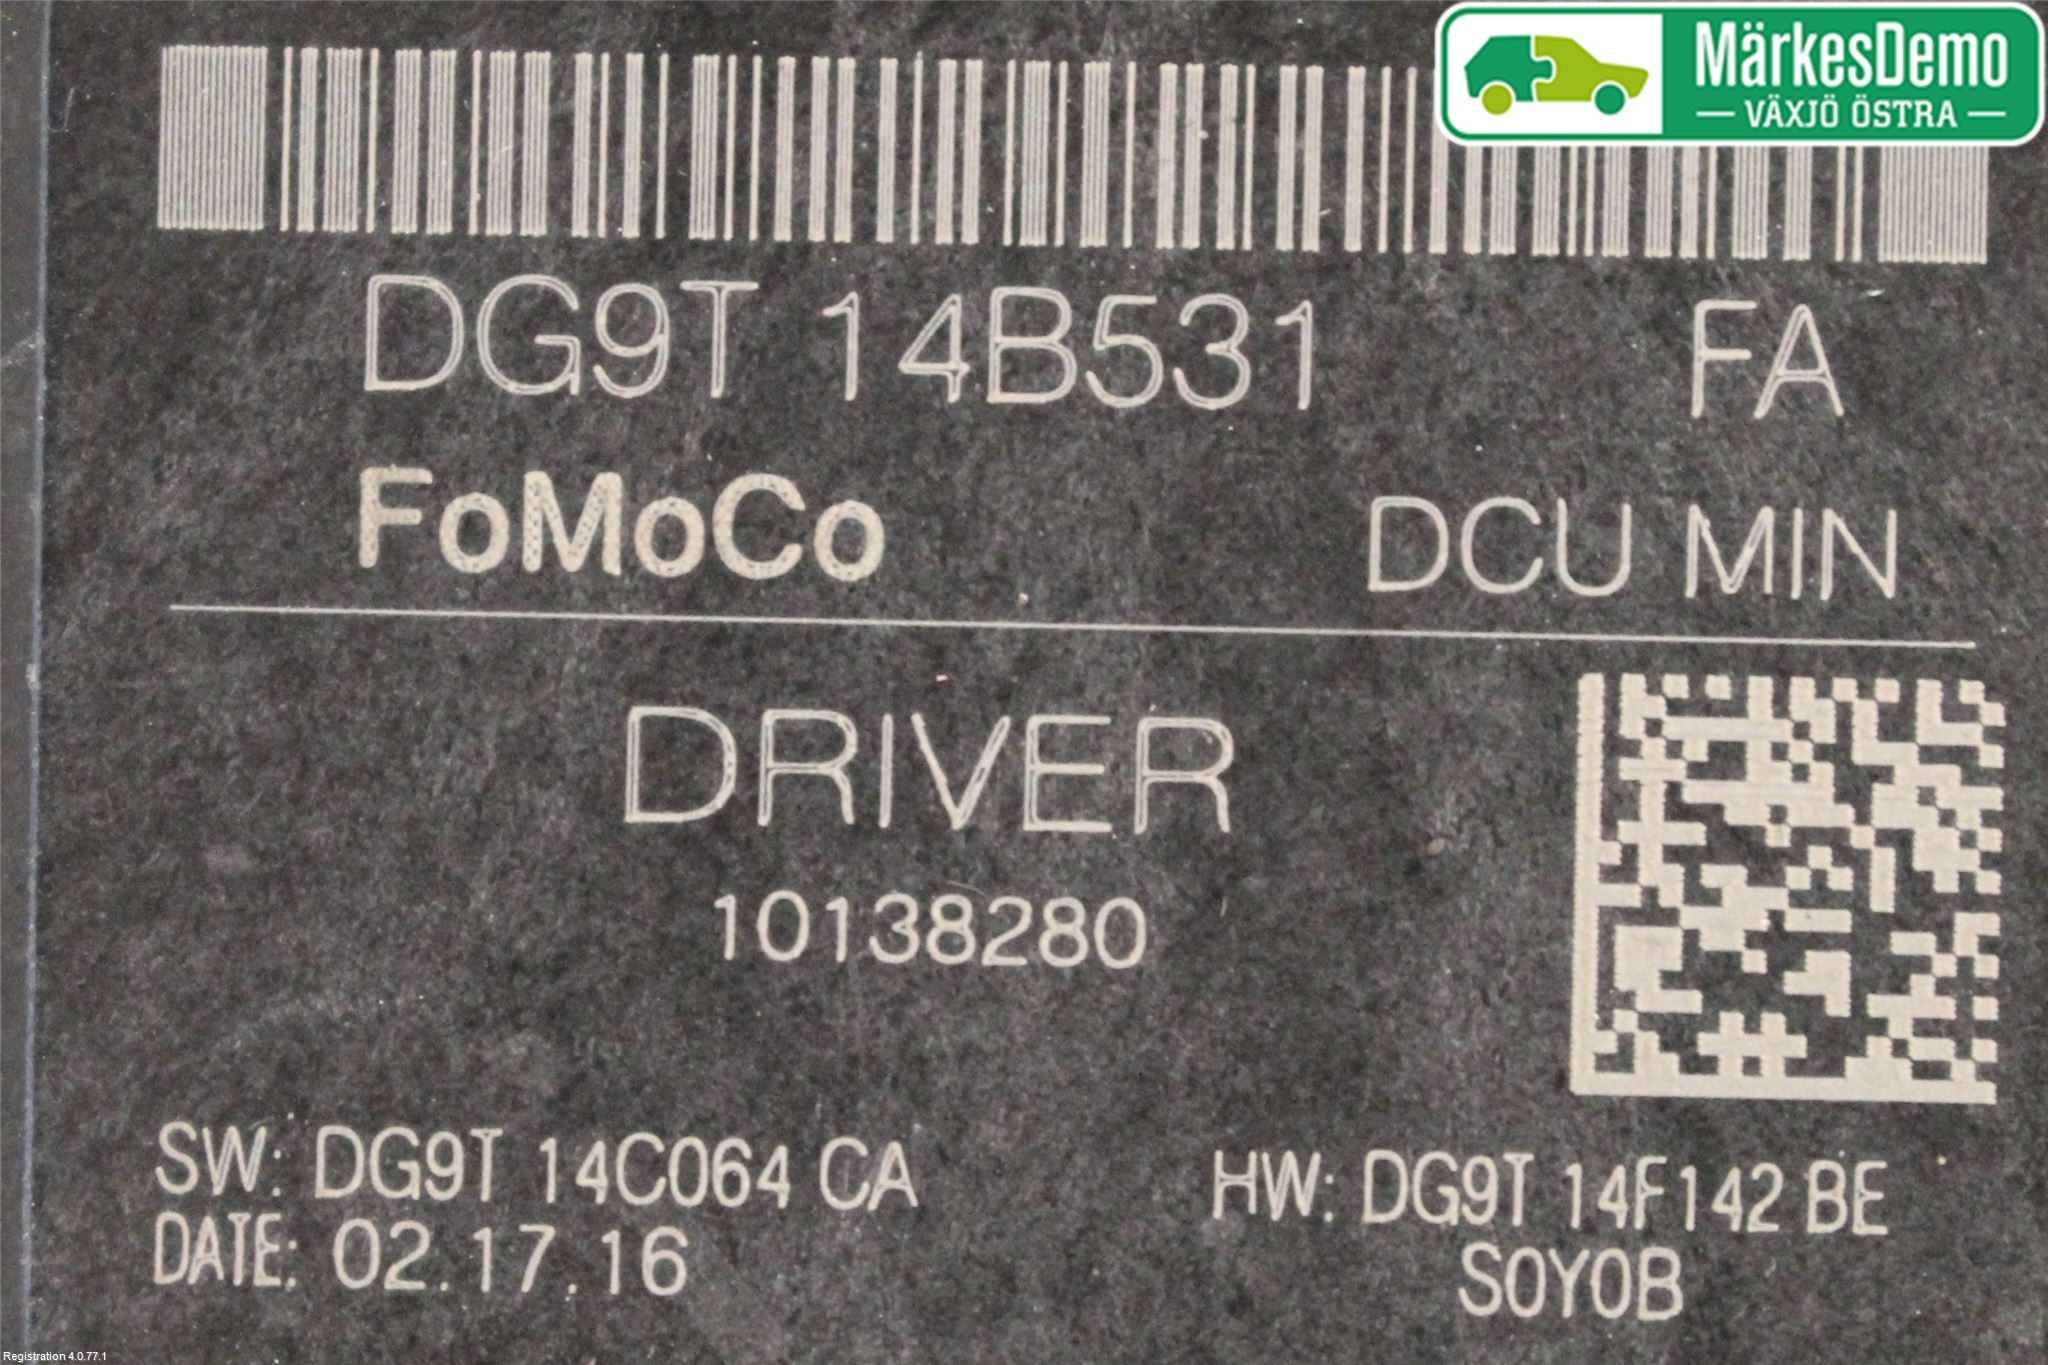 MärkesDemo
VÄXJÖ ÖSTRA
DG9T 14B531 FA
FoMoCo DCU MIN
DRIVER
10138280
SW: DG9T 14C064 CA HW: DG9T 14F142 BE
DATE: 02.17.16 S0Y0B
Registration 4.0.77.1